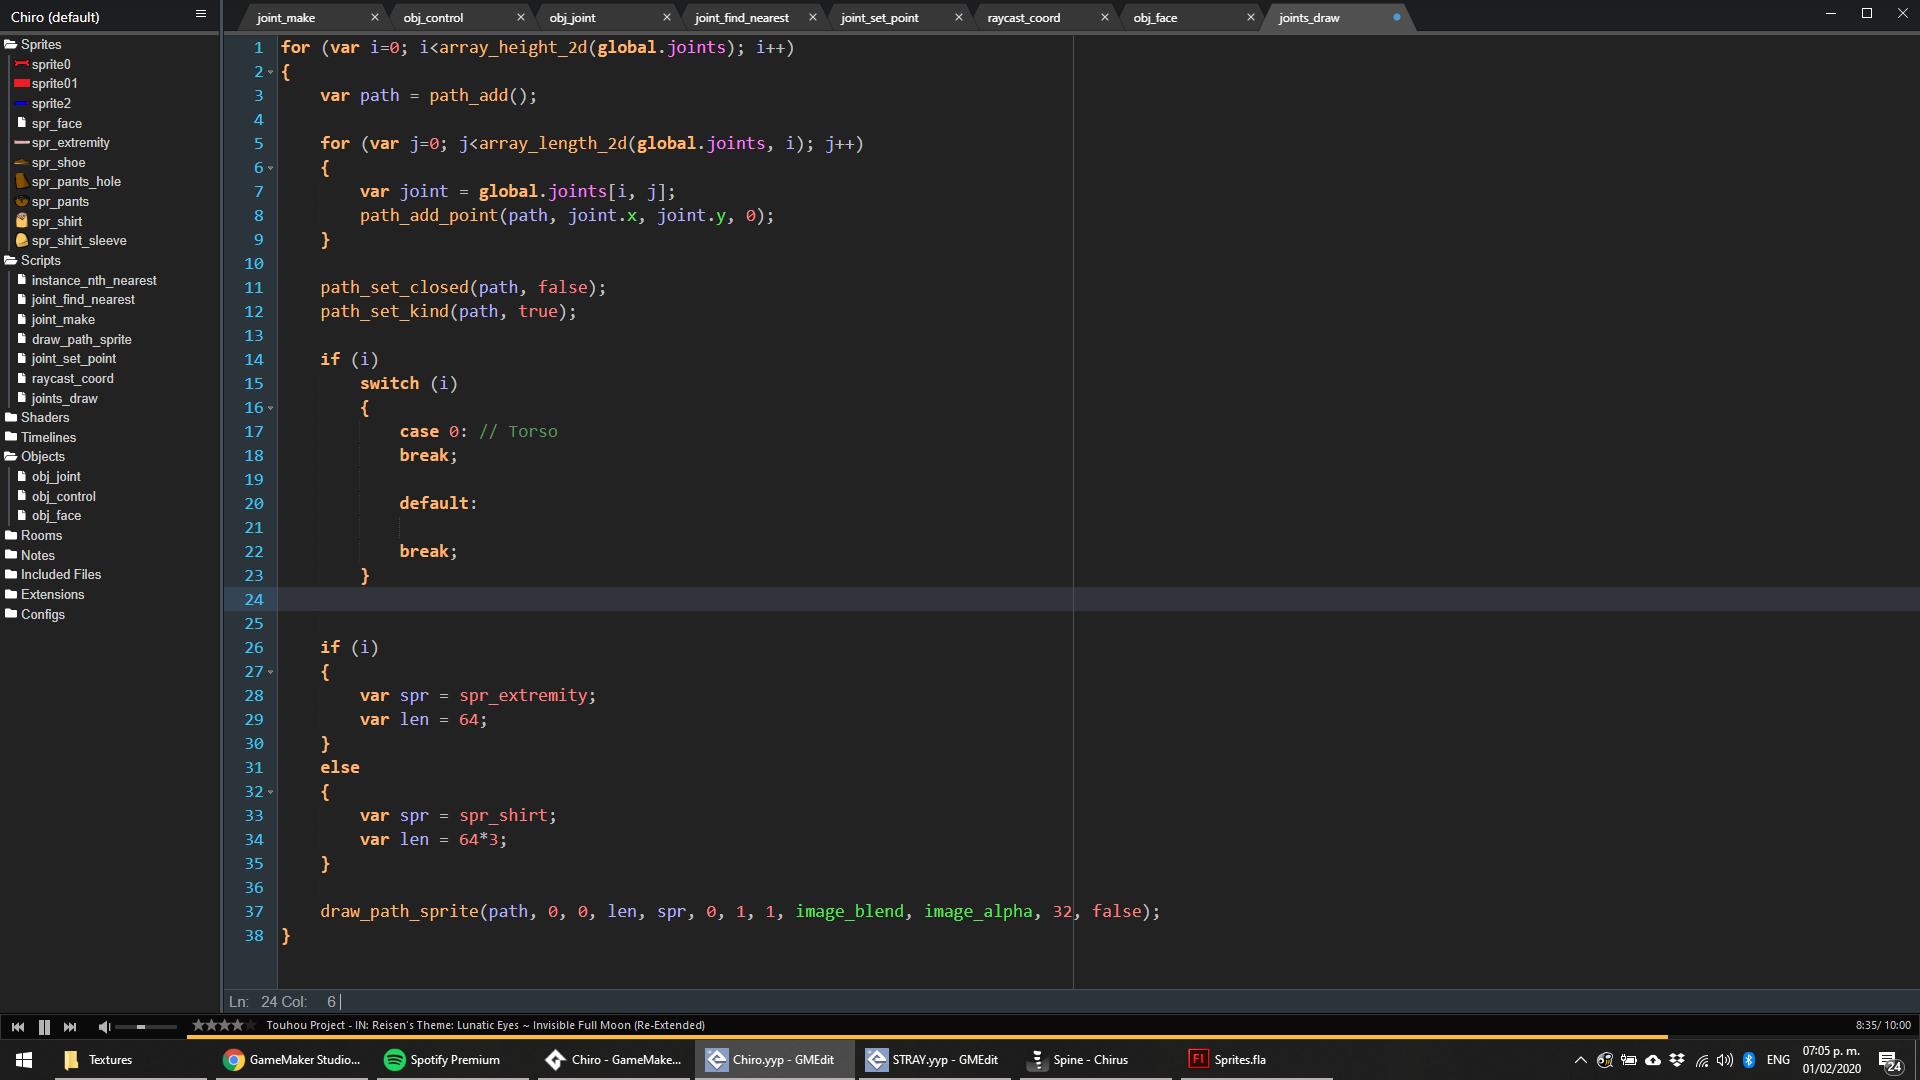 Chiro (default)
joint_make
obj_control
obj_joint
joint_find_nearest
joint_set_point
raycast_coord
obj_face
joints_draw
Sprites
sprite0
sprite01
sprite2
spr_face
spr_extremity
spr_shoe
spr_pants_hole
spr_pants
spr_shirt
spr_shirt_sleeve
Scripts
instance_nth_nearest
joint_find_nearest
joint_make
draw_path_sprite
joint_set_point
raycast_coord
joints_draw
Shaders
Timelines
Objects
obj_joint
obj_control
obj_face
Rooms
Notes
Included Files
Extensions
Configs
1 for (var i=0; i<array_height_2d(global.joints); i++)
2 {
3 var path = path_add();
4
5 for (var j=0; j<array_length_2d(global.joints, i); j++)
6 {
7 var joint = global.joints[i, j];
8 path_add_point(path, joint.x, joint.y, 0);
9 }
10
11 path_set_closed(path, false);
12 path_set_kind(path, true);
13
14 if (i)
15 switch (i)
16 {
17 case 0: // Torso
18 break;
19
20 default:
21
22 break;
23 }
24
25
26 if (i)
27 {
28 var spr = spr_extremity;
29 var len = 64;
30 }
31 else
32 {
33 var spr = spr_shirt;
34 var len = 64*3;
35 }
36
37 draw_path_sprite(path, 0, 0, len, spr, 0, 1, 1, image_blend, image_alpha, 32, false);
38 }
Ln: 24 Col: 6
Touhou Project - IN: Reisen's Theme: Lunatic Eyes ~ Invisible Full Moon (Re-Extended)
8:35/ 10:00
Textures
GameMaker Studio...
Spotify Premium
Chiro - GameMake...
Chiro.yyp - GMEdit
STRAY.yyp - GMEdit
Spine - Chirus
Fl
Sprites.fla
ENG
07:05 p. m.
01/02/2020
24